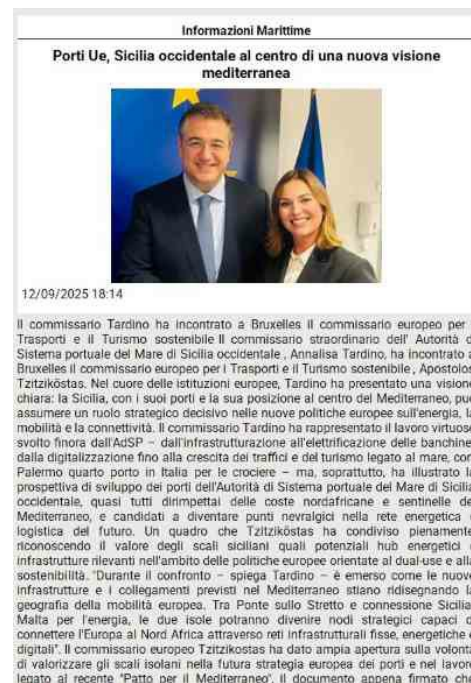 Informazioni Marittime
Porti Ue, Sicilia occidentale al centro di una nuova visione
mediterranea
12/09/2025 18:14
Il commissario Tardino ha incontrato a Bruxelles il commissario europeo per
Trasporti e il Turismo sostenibile Il commissario straordinario dell' Autorità d
Sistema portuale del Mare di Sicilia occidentale , Annalisa Tardino, ha incontrato a
Bruxelles il commissario europeo per i Trasporti e il Turismo sostenibile , Apostolos
Tzitzikōstas. Nel cuore delle istituzioni europee, Tardino ha presentato una visione
chiara: la Sicilia, con i suoi porti e la sua posizione al centro del Mediterraneo, può
assumere un ruolo strategico decisivo nelle nuove politiche europee sull'energia, la
mobilità e la connettività. Il commissario Tardino ha rappresentato il lavoro virtuoso
svolto finora dall'AdSP – dall'infrastrutturazione all'elettrificazione delle banchine,
dalla digitalizzazione fino alla crescita dei traffici e del turismo legato al mare, con
Palermo quarto porto in Italia per le crociere – ma, soprattutto, ha illustrato la
prospettiva di sviluppo dei porti dell'Autorità di Sistema portuale del Mare di Sicilia
occidentale, quasi tutti dirimpettai delle coste nordafricane e sentinelle del
Mediterraneo, e candidati a diventare punti nevralgici nella rete energetica e
logistica del futuro. Un quadro che Tzitzikōstas ha condiviso pienamente,
riconoscendo il valore degli scali siciliani quali potenziali hub energetici e
infrastrutture rilevanti nell'ambito delle politiche europee orientate al dual-use e alla
sostenibilità. "Durante il confronto – spiega Tardino – è emerso come le nuove
infrastrutture e i collegamenti previsti nel Mediterraneo stiano ridisegnando la
geografia della mobilità europea. Tra Ponte sullo Stretto e connessione Sicilia-
Malta per l'energia, le due isole potranno divenire nodi strategici capaci di
connettere l'Europa al Nord Africa attraverso reti infrastrutturali fisse, energetiche e
digitali". Il commissario europeo Tzitzikostas ha dato ampia apertura sulla volontà
di valorizzare gli scali isolani nella futura strategia europea dei porti e nel lavoro
legato al recente "Patto per il Mediterraneo", il documento appena firmato che